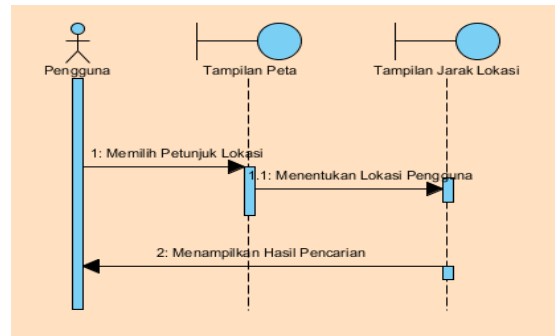 Pengguna
Tampilan Peta
Tampilan Jarak Lokasi
1: Memilih Petunjuk Lokasi
1.1: Menentukan Lokasi Pengguna
2: Menampilkan Hasil Pencarian